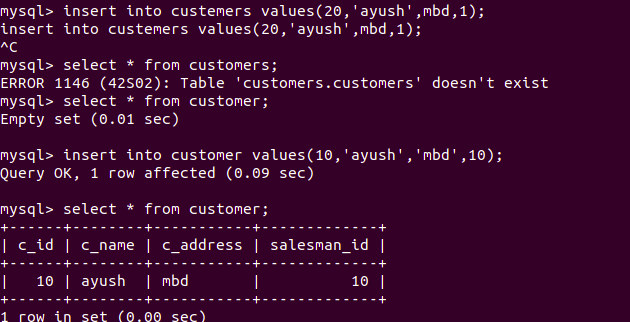 mysql> insert into custemers values(20,'ayush',mbd,1);
insert into custemers values(20,'ayush',mbd,1);
^C
mysql> select * from customers;
ERROR 1146 (42S02): Table 'customers.customers' doesn't exist
mysql> select * from customer;
Empty set (0.01 sec)
mysql> insert into customer values(10,'ayush','mbd',10);
Query OK, 1 row affected (0.09 sec)
mysql> select * from customer;
+------+--------+-----------+-------------+
| c_id | c_name | c_address | salesman_id |
+------+--------+-----------+-------------+
|   10 | ayush  | mbd       |          10 |
+------+--------+-----------+-------------+
1 row in set (0.00 sec)